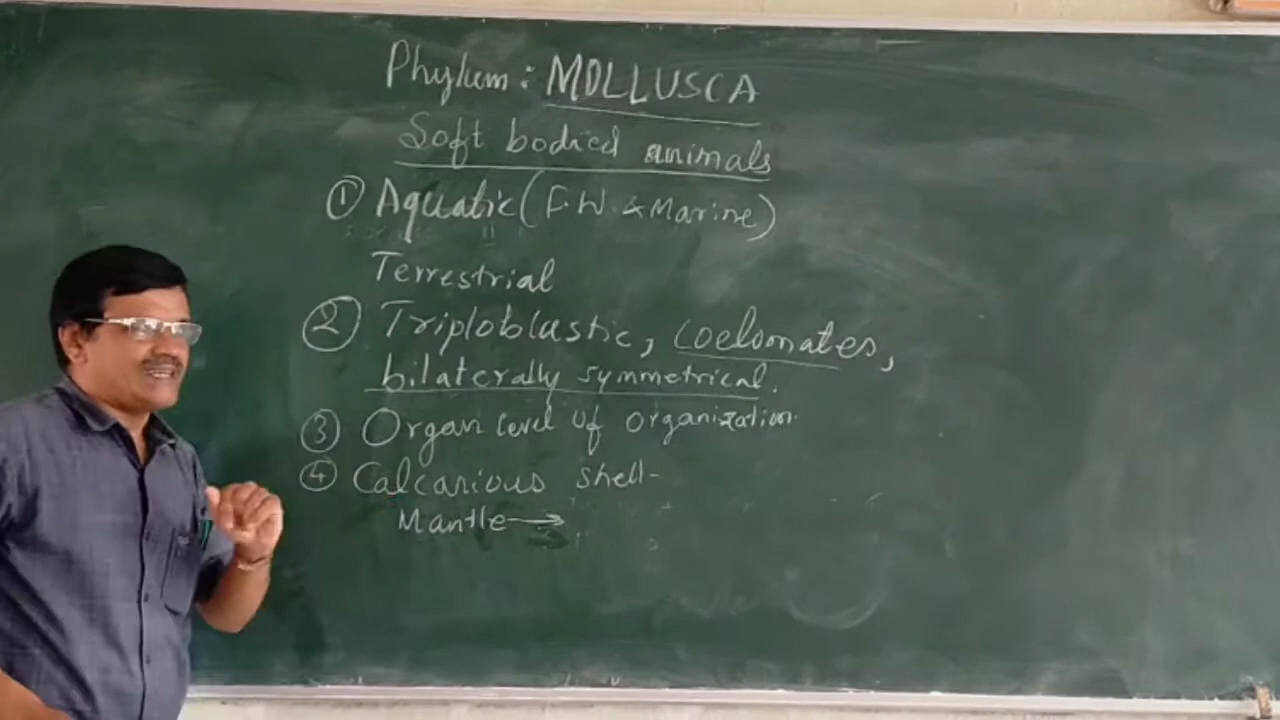 Phylum: MOLLUSCA
Soft bodied animals
① Aquatic (F.W. & Marine)
Terrestrial
② Triploblastic, coelomates,
bilaterally symmetrical.
③ Organ level of organization.
④ Calcarious shell-
Mantle→